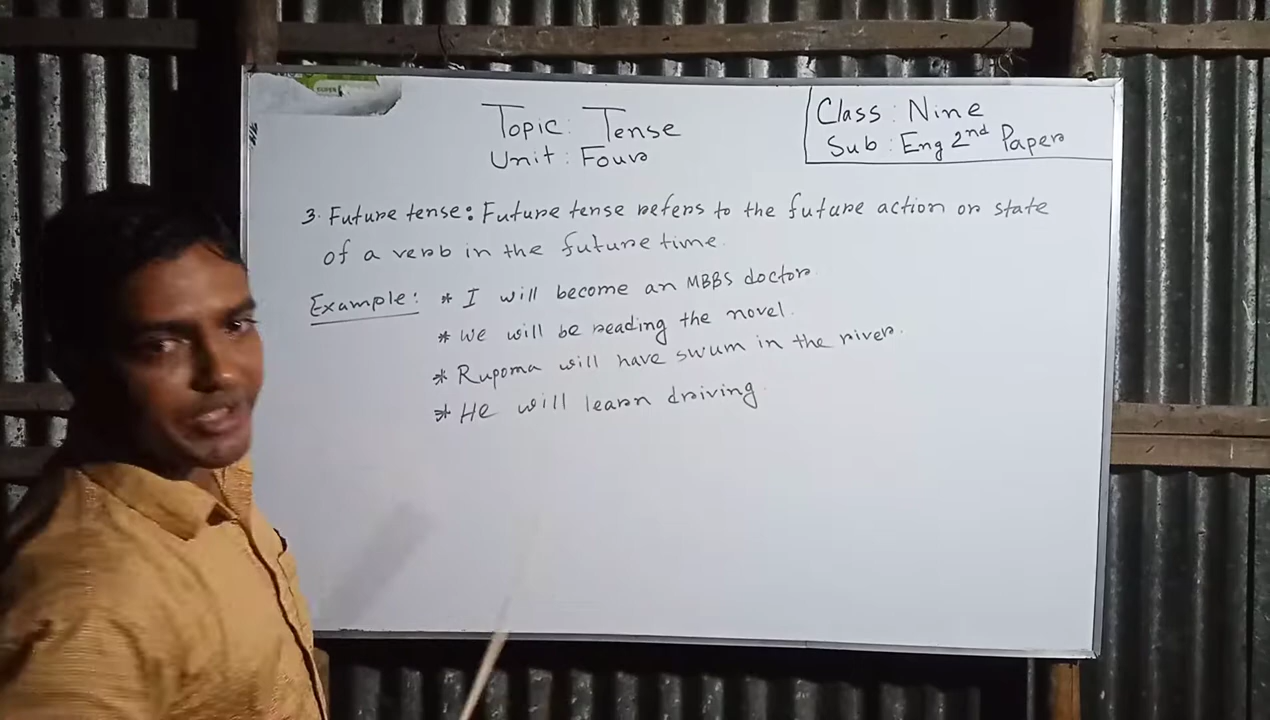 Topic: Tense
Unit: Four
Class: Nine
Sub: Eng 2nd Paper
3. Future tense: Future tense refers to the future action or state
of a verb in the future time.
Example: * I will become an MBBS doctor.
* We will be reading the novel.
* Rupoma will have swum in the river.
* He will learn driving.